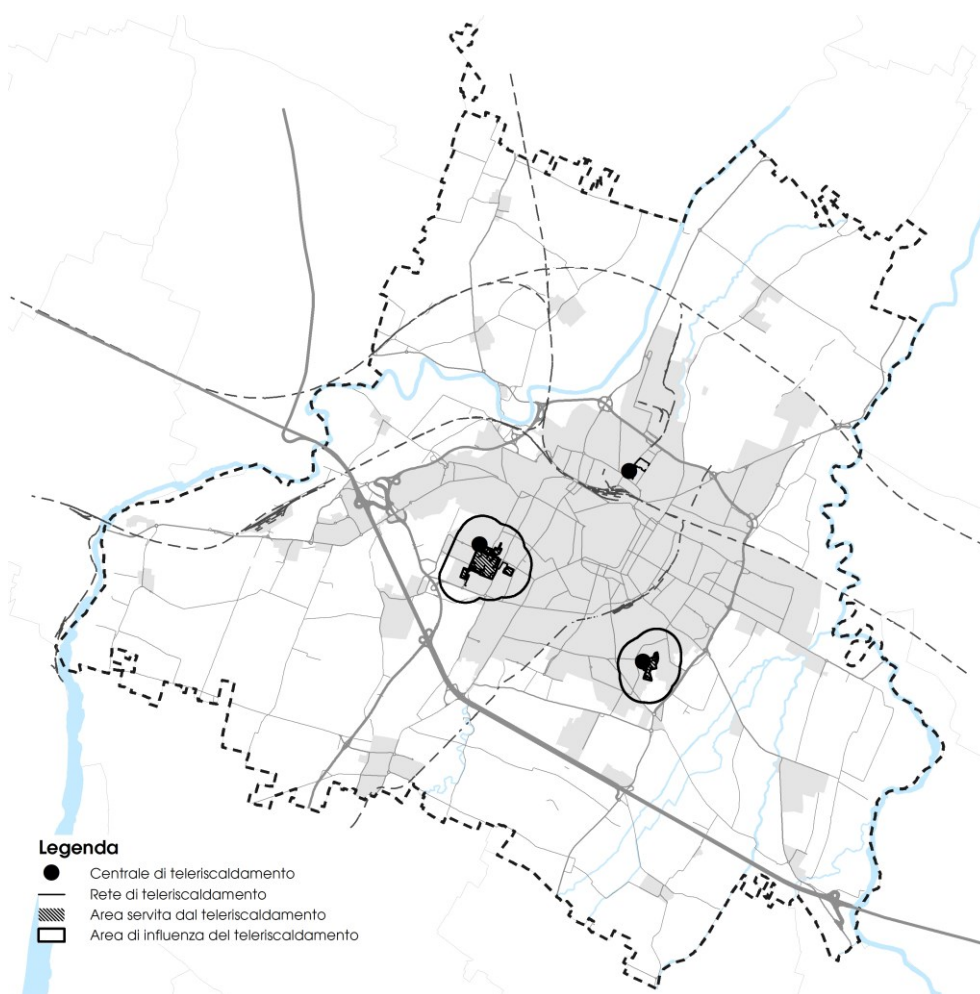 Legenda
Centrale di teleriscaldamento
Rete di teleriscaldamento
Area servita dal teleriscaldamento
Area di influenza del teleriscaldamento